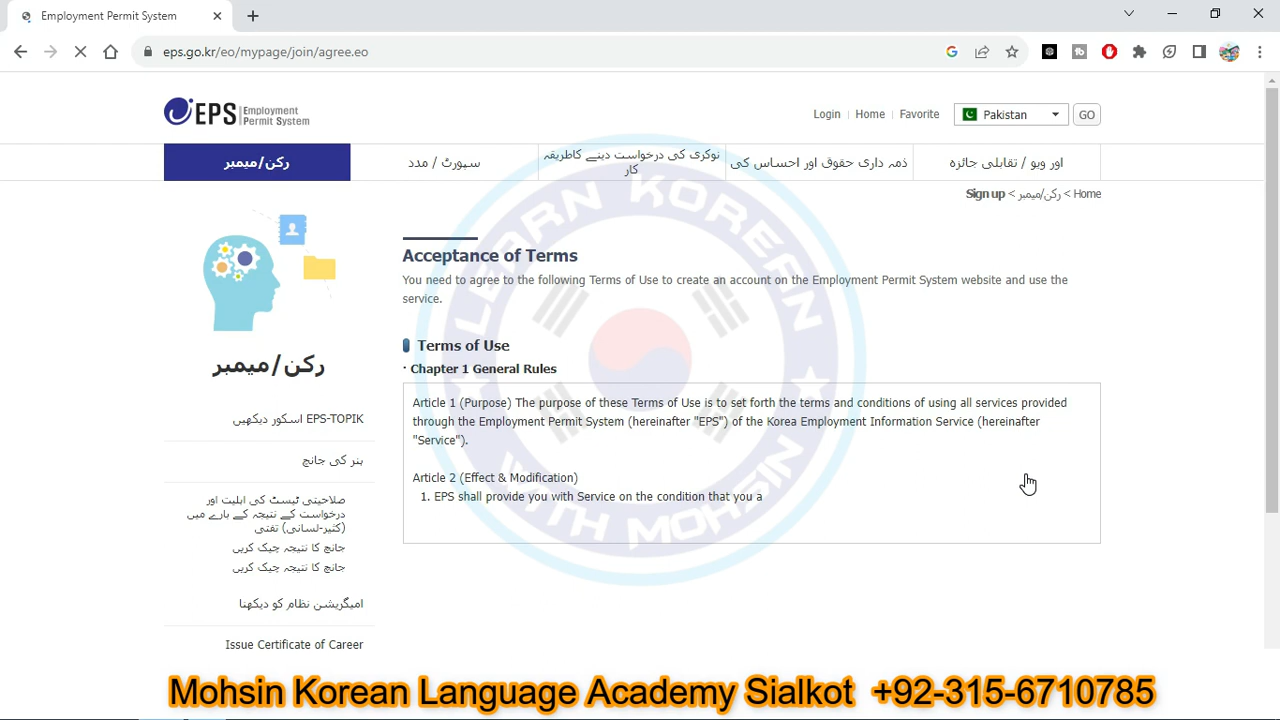 Employment Permit System
eps.go.kr/eo/mypage/join/agree.eo
EPS Employment
Permit System
Login | Home | Favorite Pakistan GO
رکن/میمبر
سپورٹ / مدد
نوکری کی درخواست دینے کاطریقہ
کار
ذمہ داری حقوق اور احساس کی
اور ویو / تقابلی جائزہ
Sign up < رکن/میمبر < Home
Acceptance of Terms
You need to agree to the following Terms of Use to create an account on the Employment Permit System website and use the
service.
Terms of Use
· Chapter 1 General Rules
Article 1 (Purpose) The purpose of these Terms of Use is to set forth the terms and conditions of using all services provided
through the Employment Permit System (hereinafter "EPS") of the Korea Employment Information Service (hereinafter
"Service").
Article 2 (Effect & Modification)
1. EPS shall provide you with Service on the condition that you a
رکن/میمبر
EPS-TOPIK اسکور دیکھیں
ہنر کی جانچ
صلاحیتی ٹیسٹ کی اہلیت اور
درخواست کے نتیجہ کے بارے میں
(کثیر-لسانی) تفتی
جانچ کا نتیجہ چیک کریں
جانچ کا نتیجہ چیک کریں
امیگریشن نظام کو دیکھنا
Issue Certificate of Career
LEARN KOREAN
WITH MOHSIN
Mohsin Korean Language Academy Sialkot +92-315-6710785